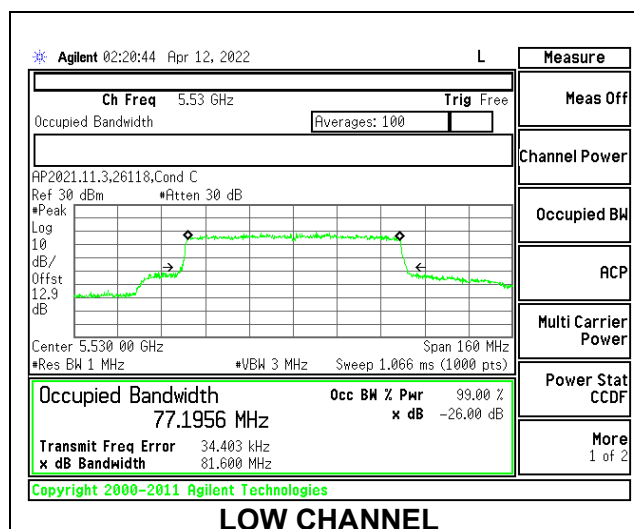 Agilent 02:20:44 Apr 12, 2022 L
Measure
Ch Freq 5.53 GHz Trig Free
Occupied Bandwidth Averages: 100
AP2021.11.3,26118,Cond C
Ref 30 dBm #Atten 30 dB
#Peak
Log
10
dB/
Offst
12.9
dB
Center 5.530 00 GHz Span 160 MHz
#Res BW 1 MHz #VBW 3 MHz Sweep 1.066 ms (1000 pts)
Occupied Bandwidth Occ BW % Pwr 99.00 %
77.1956 MHz x dB -26.00 dB
Transmit Freq Error 34.403 kHz
x dB Bandwidth 81.600 MHz
Copyright 2000-2011 Agilent Technologies
Meas Off
Channel Power
Occupied BW
ACP
Multi Carrier
Power
Power Stat
CCDF
More
1 of 2
LOW CHANNEL